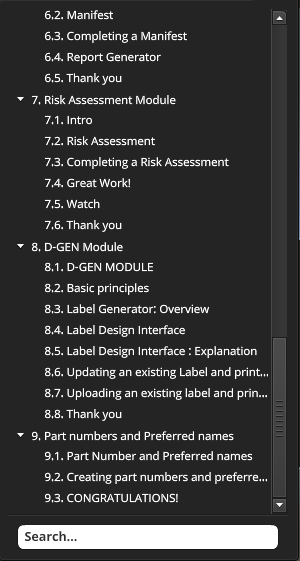 6.2. Manifest
6.3. Completing a Manifest
6.4. Report Generator
6.5. Thank you
7. Risk Assessment Module
7.1. Intro
7.2. Risk Assessment
7.3. Completing a Risk Assessment
7.4. Great Work!
7.5. Watch
7.6. Thank you
8. D-GEN Module
8.1. D-GEN MODULE
8.2. Basic principles
8.3. Label Generator: Overview
8.4. Label Design Interface
8.5. Label Design Interface : Explanation
8.6. Updating an existing Label and print...
8.7. Uploading an existing label and prin...
8.8. Thank you
9. Part numbers and Preferred names
9.1. Part Number and Preferred names
9.2. Creating part numbers and preferre...
9.3. CONGRATULATIONS!
Search...